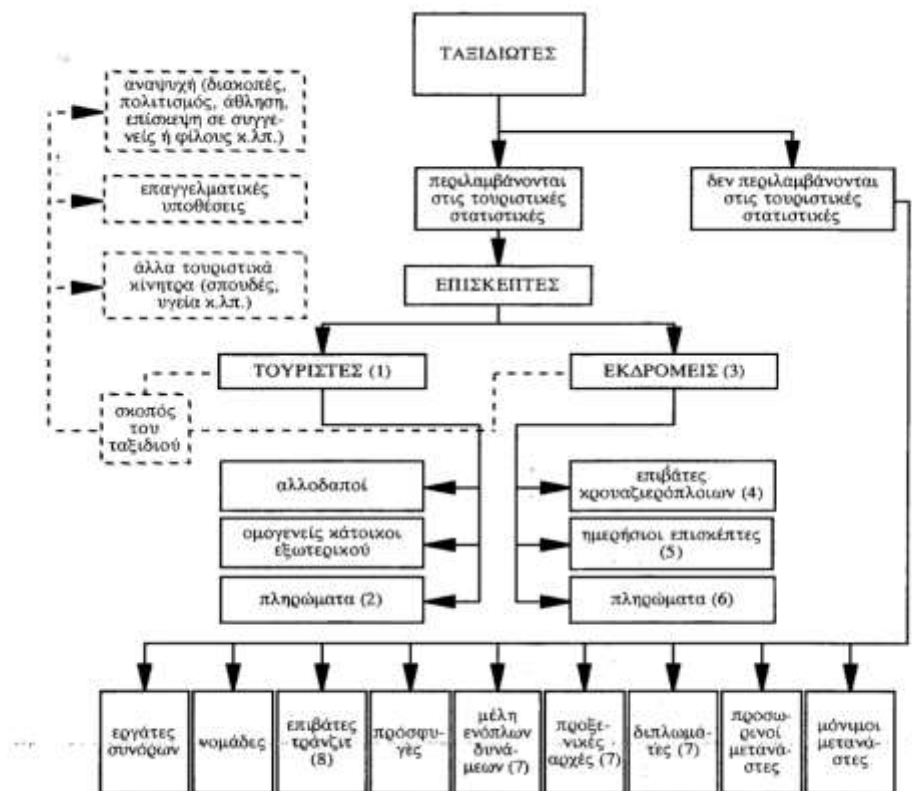 ΤΑΞΙΔΙΩΤΕΣ
αναψυχή (διακοπές,
πολιτισμός, άθληση,
επίσκεψη σε συγγε-
νείς ή φίλους κ.λπ.)
επαγγελματικές
υποθέσεις
άλλα τουριστικά
κίνητρα (σπουδές,
υγεία κ.λπ.)
περιλαμβάνονται
στις τουριστικές
στατιστικές
δεν περιλαμβάνονται
στις τουριστικές
στατιστικές
ΕΠΙΣΚΕΠΤΕΣ
ΤΟΥΡΙΣΤΕΣ (1)
ΕΚΔΡΟΜΕΙΣ (3)
σκοπός
του
ταξιδιού
αλλοδαποί
ομογενείς κάτοικοι
εξωτερικού
πληρώματα (2)
επιβάτες
κρουαζιερόπλοιων (4)
ημερήσιοι επισκέπτες
(5)
πληρώματα (6)
εργάτες
συνόρων
νομάδες
επιβάτες
τράνζιτ
(8)
πρόσφυ-
γες
μέλη
ενόπλων
δυνά-
μεων (7)
προξε-
νικές
αρχές (7)
διπλωμά-
τες (7)
προσω-
ρινοί
μετανά-
στες
μόνιμοι
μετανά-
στες